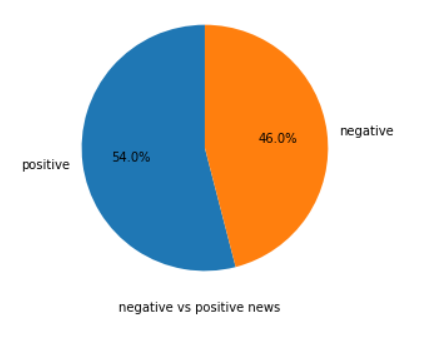 46.0%
negative
54.0%
positive
negative vs positive news